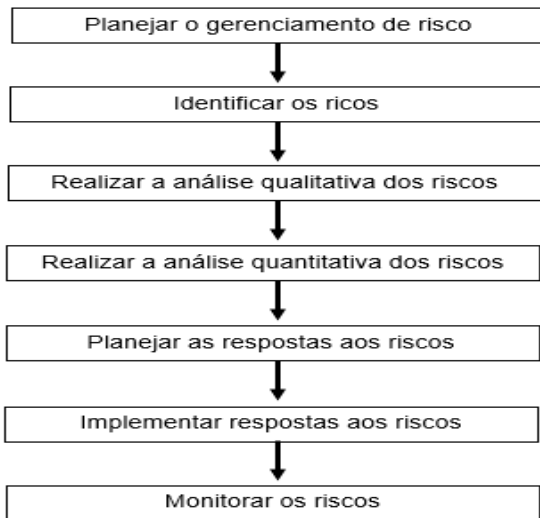 Planejar o gerenciamento de risco
Identificar os ricos
Realizar a análise qualitativa dos riscos
Realizar a análise quantitativa dos riscos
Planejar as respostas aos riscos
Implementar respostas aos riscos
Monitorar os riscos